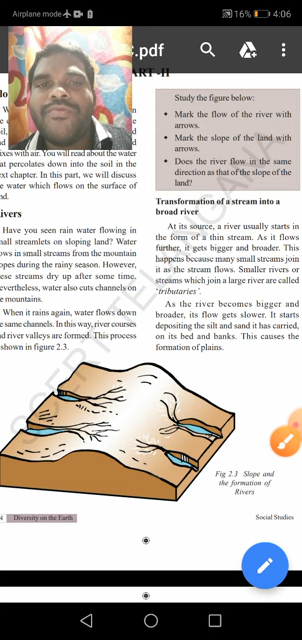 Airplane mode
16%
4:06
.pdf
ART-II
Study the figure below:
• Mark the flow of the river with
arrows.
• Mark the slope of the land with
arrows.
• Does the river flow in the same
direction as that of the slope of
the land?
ixes with air. You will read about the water
at percolates down into the soil in the
ext chapter. In this part, we will discuss
e water which flows on the surface of
nd.
ivers
Have you seen rain water flowing in
nall streamlets on sloping land? Water
ows in small streams from the mountain
opes during the rainy season. However,
ese streams dry up after some time,
evertheless, water also cuts channels on
e mountains.
When it rains again, water flows down
e same channels. In this way, river courses
nd river valleys are formed. This process
shown in figure 2.3.
Transformation of a stream into a
broad river
At its source, a river usually starts in
the form of a thin stream. As it flows
further, it gets bigger and broader. This
happens because many small streams join
it as the stream flows. Smaller rivers or
streams which join a large river are called
‘tributaries’.
As the river becomes bigger and
broader, its flow gets slower. It starts
depositing the silt and sand it has carried,
on its bed and banks. This causes the
formation of plains.
Fig 2.3 Slope and
the formation of
Rivers
4 Diversity on the Earth
Social Studies